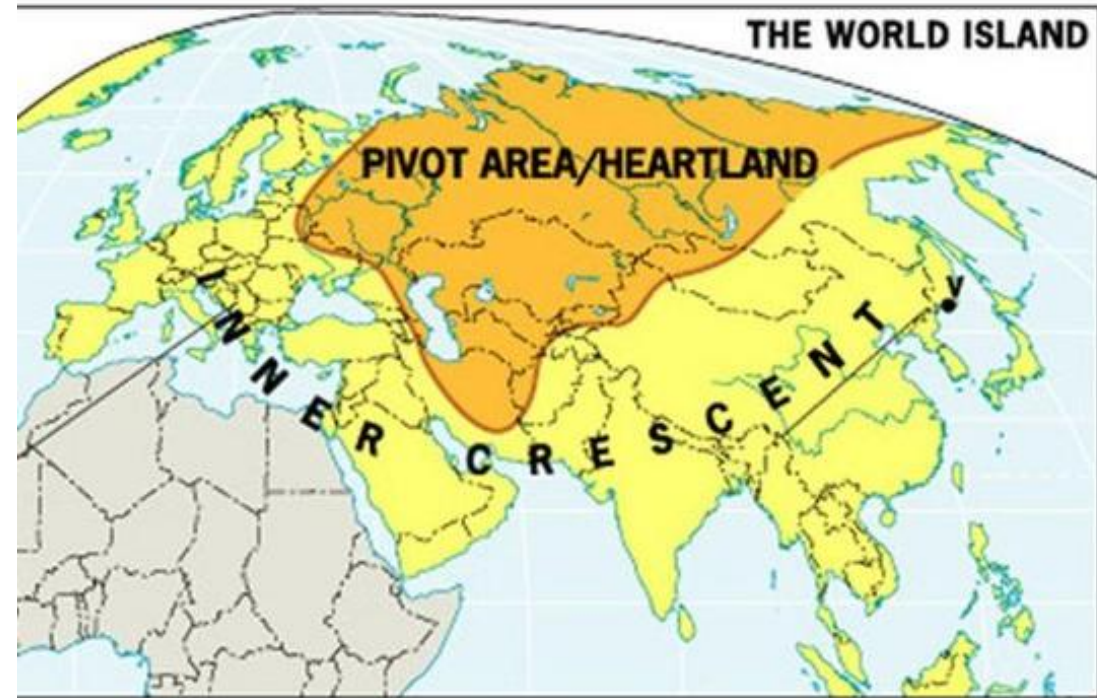 THE WORLD ISLAND
PIVOT AREA/HEARTLAND
V
INNER CRESCENT